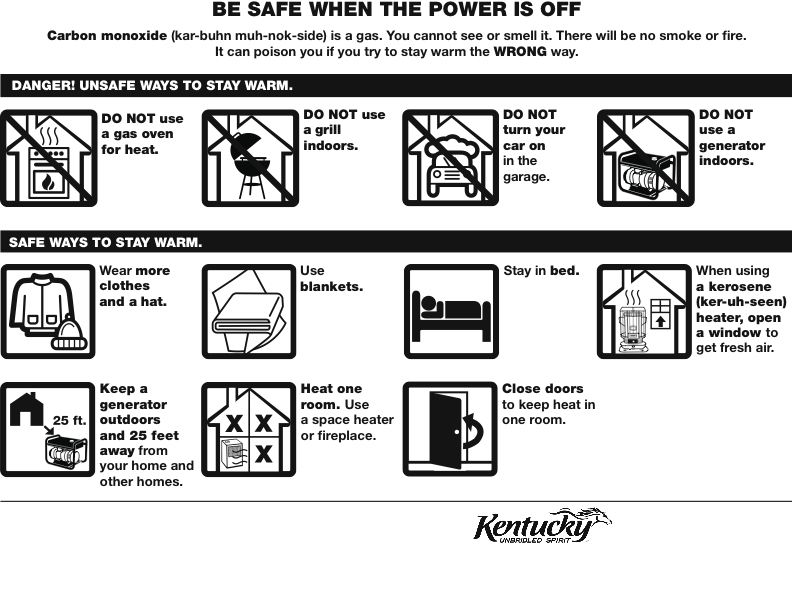 BE SAFE WHEN THE POWER IS OFF
Carbon monoxide (kar-buhn muh-nok-side) is a gas. You cannot see or smell it. There will be no smoke or fire.
It can poison you if you try to stay warm the WRONG way.
DANGER! UNSAFE WAYS TO STAY WARM.
DO NOT use
a gas oven
for heat.
DO NOT use
a grill
indoors.
DO NOT
turn your
car on
in the
garage.
DO NOT
use a
generator
indoors.
SAFE WAYS TO STAY WARM.
Wear more
clothes
and a hat.
Use
blankets.
Stay in bed.
When using
a kerosene
(ker-uh-seen)
heater, open
a window to
get fresh air.
25 ft.
Keep a
generator
outdoors
and 25 feet
away from
your home and
other homes.
X X
X
Heat one
room. Use
a space heater
or fireplace.
Close doors
to keep heat in
one room.
Kentucky
UNBRIDLED SPIRIT